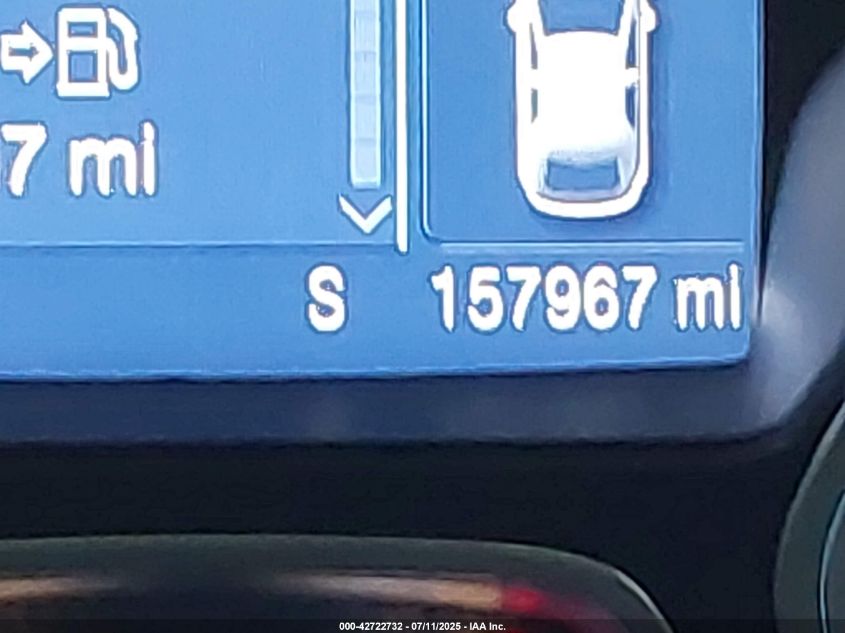 7 mi
S 157967 mi
000-42722732 - 07/11/2025 - IAA Inc.